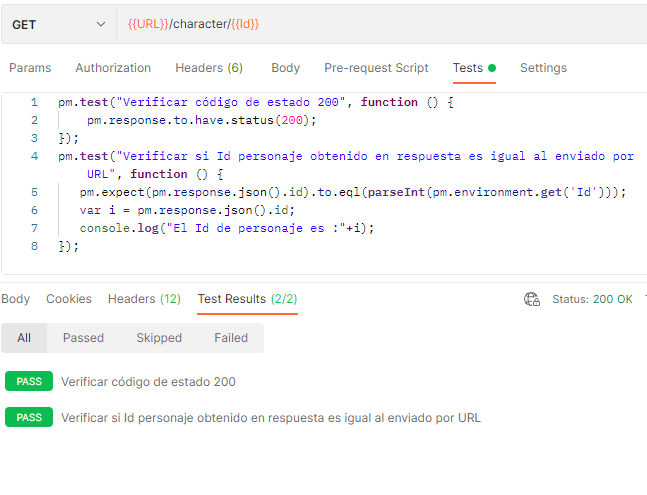 GET {{URL}}/character/{{Id}}
Params Authorization Headers (6) Body Pre-request Script Tests Settings
1 pm.test("Verificar código de estado 200", function () {
2 pm.response.to.have.status(200);
3 });
4 pm.test("Verificar si Id personaje obtenido en respuesta es igual al enviado por
URL", function () {
5 pm.expect(pm.response.json().id).to.eql(parseInt(pm.environment.get('Id')));
6 var i = pm.response.json().id;
7 console.log("El Id de personaje es :"+i);
8 });
Body Cookies Headers (12) Test Results (2/2) Status: 200 OK
All Passed Skipped Failed
PASS Verificar código de estado 200
PASS Verificar si Id personaje obtenido en respuesta es igual al enviado por URL